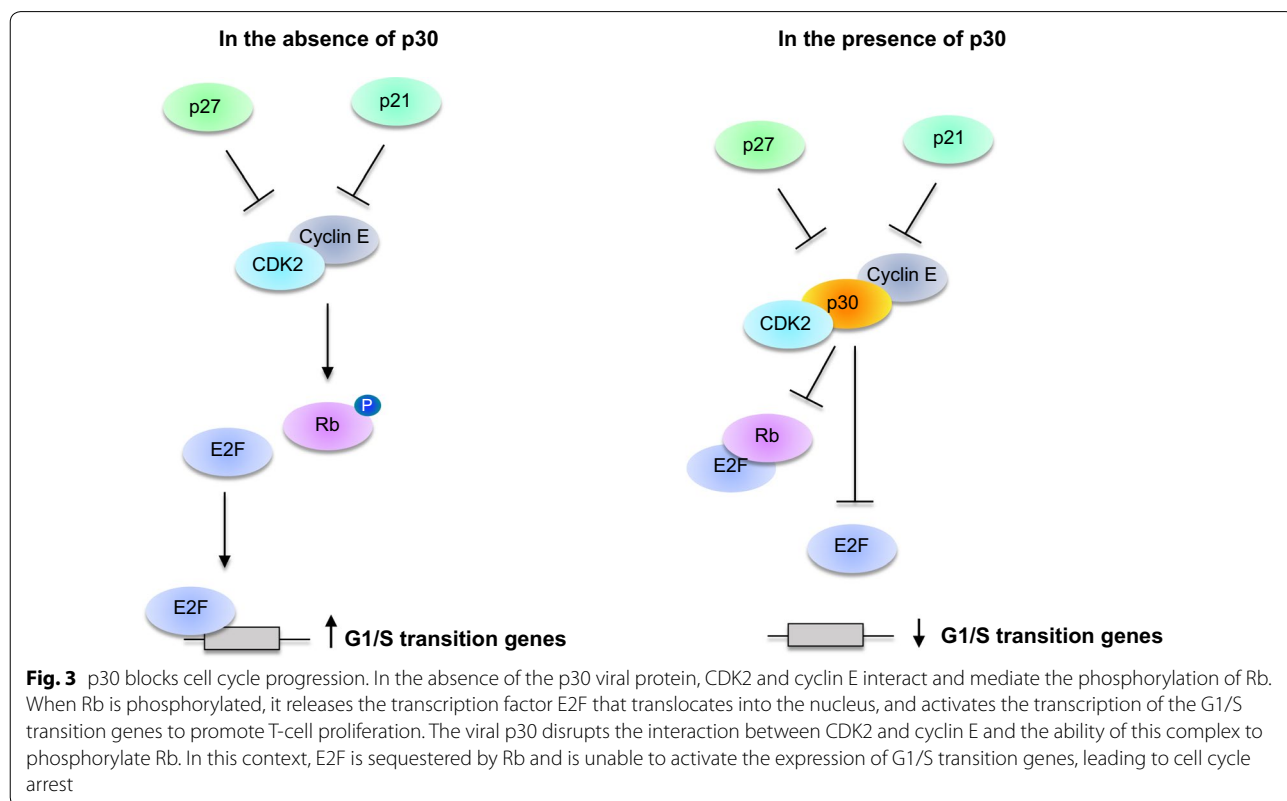 In the absence of p30
p27
p21
Cyclin E
CDK2
P
Rb
E2F
E2F
G1/S transition genes
In the presence of p30
p27
p21
Cyclin E
p30
CDK2
Rb
E2F
E2F
G1/S transition genes
Fig. 3 p30 blocks cell cycle progression. In the absence of the p30 viral protein, CDK2 and cyclin E interact and mediate the phosphorylation of Rb.
When Rb is phosphorylated, it releases the transcription factor E2F that translocates into the nucleus, and activates the transcription of the G1/S
transition genes to promote T-cell proliferation. The viral p30 disrupts the interaction between CDK2 and cyclin E and the ability of this complex to
phosphorylate Rb. In this context, E2F is sequestered by Rb and is unable to activate the expression of G1/S transition genes, leading to cell cycle
arrest